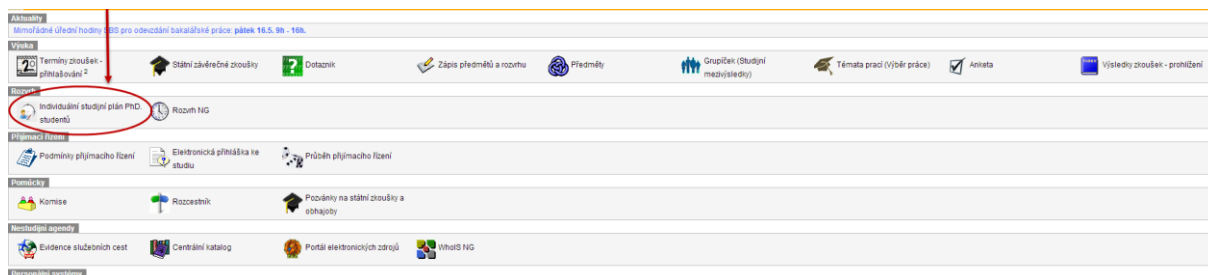 Aktuality
Mimořádné úřední hodiny SBS pro odevzdání bakalářské práce: pátek 16.5. 9h - 16h.
Výuka
Termíny zkoušek - přihlašování 2
Státní závěrečné zkoušky
Dotazník
Zápis předmětů a rozvrhu
Předměty
Grupíček (Studijní mezivýsledky)
Témata prací (Výběr práce)
Anketa
Výsledky zkoušek - prohlížení
Rozvrh
Individuální studijní plán PhD. studentů
Rozvrh NG
Přijímací řízení
Podmínky přijímacího řízení
Elektronická přihláška ke studiu
Průběh přijímacího řízení
Pomůcky
Komise
Rozcestník
Pozvánky na státní zkoušky a obhajoby
Nestudijní agendy
Evidence služebních cest
Centrální katalog
Portál elektronických zdrojů
WhoIS NG
Personální systémy